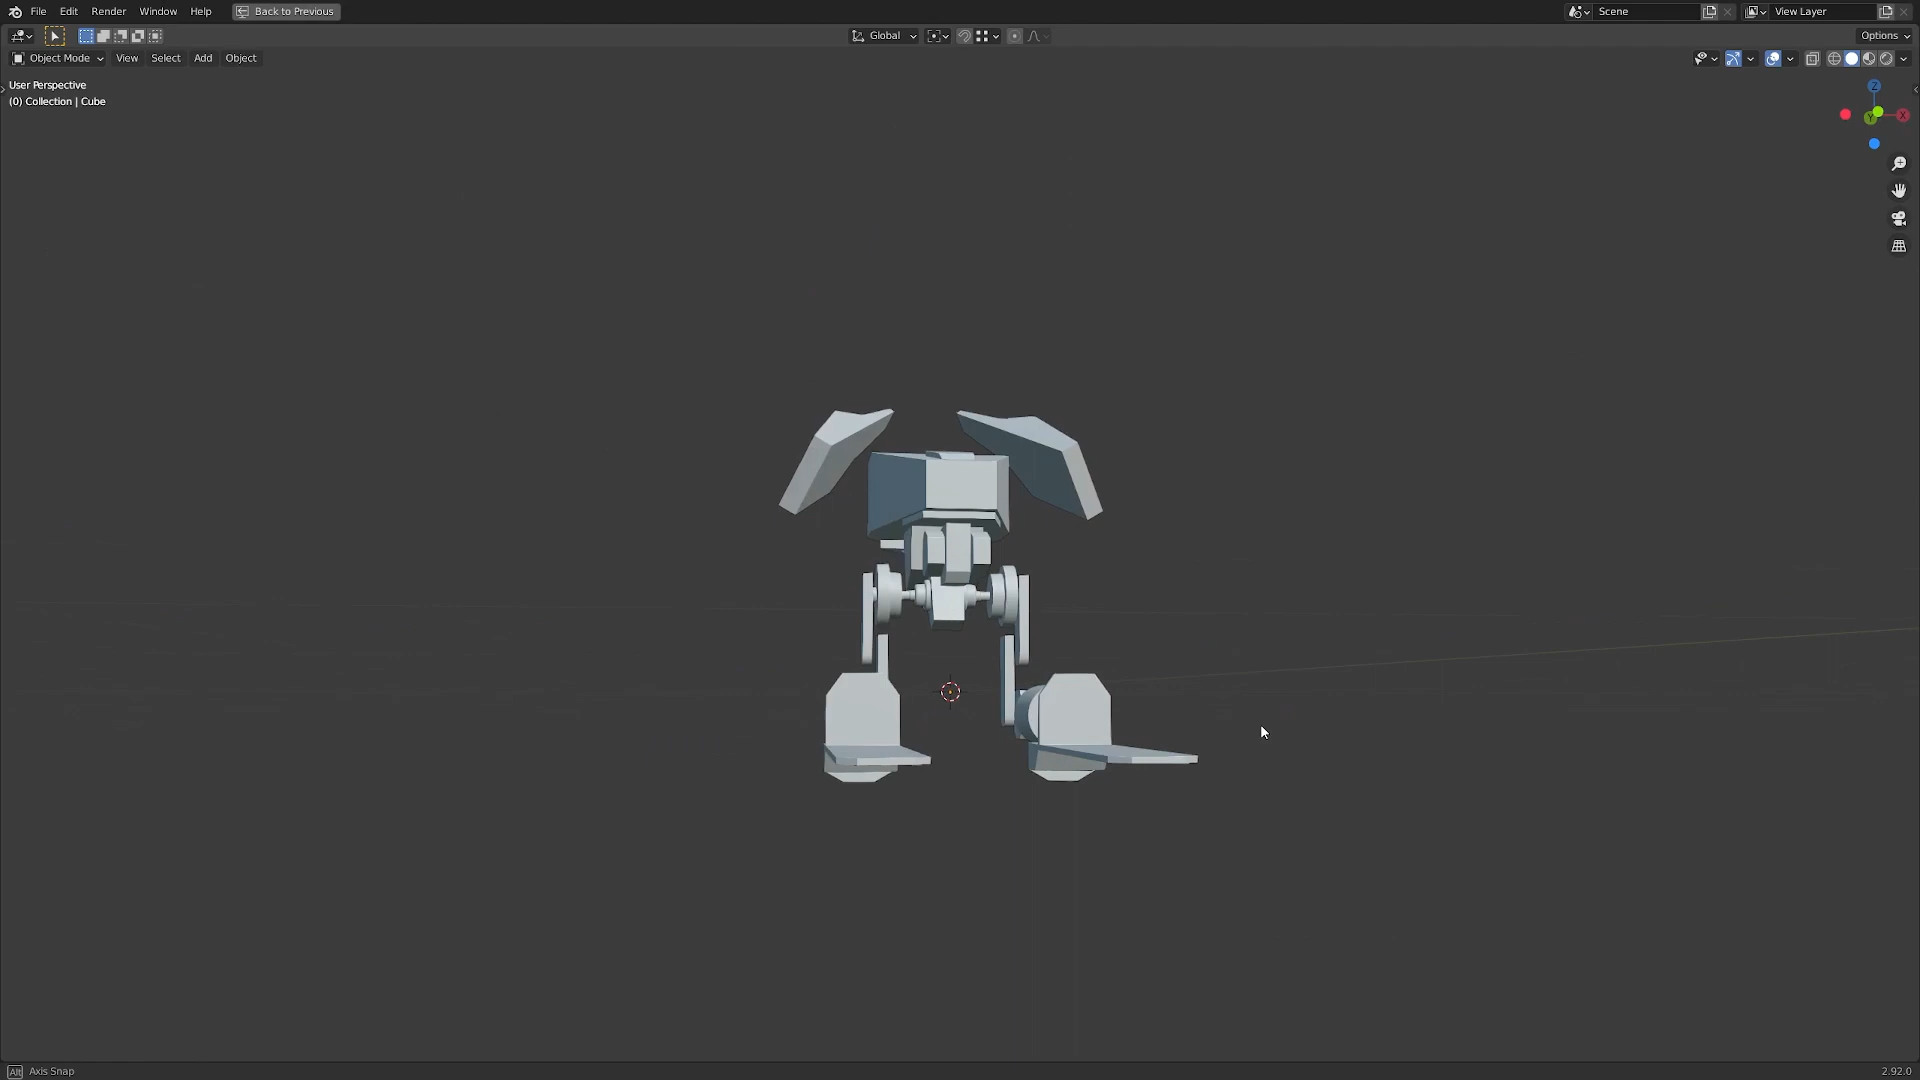 File Edit Render Window Help Back to Previous Scene View Layer
Global Options
Object Mode View Select Add Object
User Perspective
(0) Collection | Cube
Z
Y X
Alt Axis Snap 2.92.0